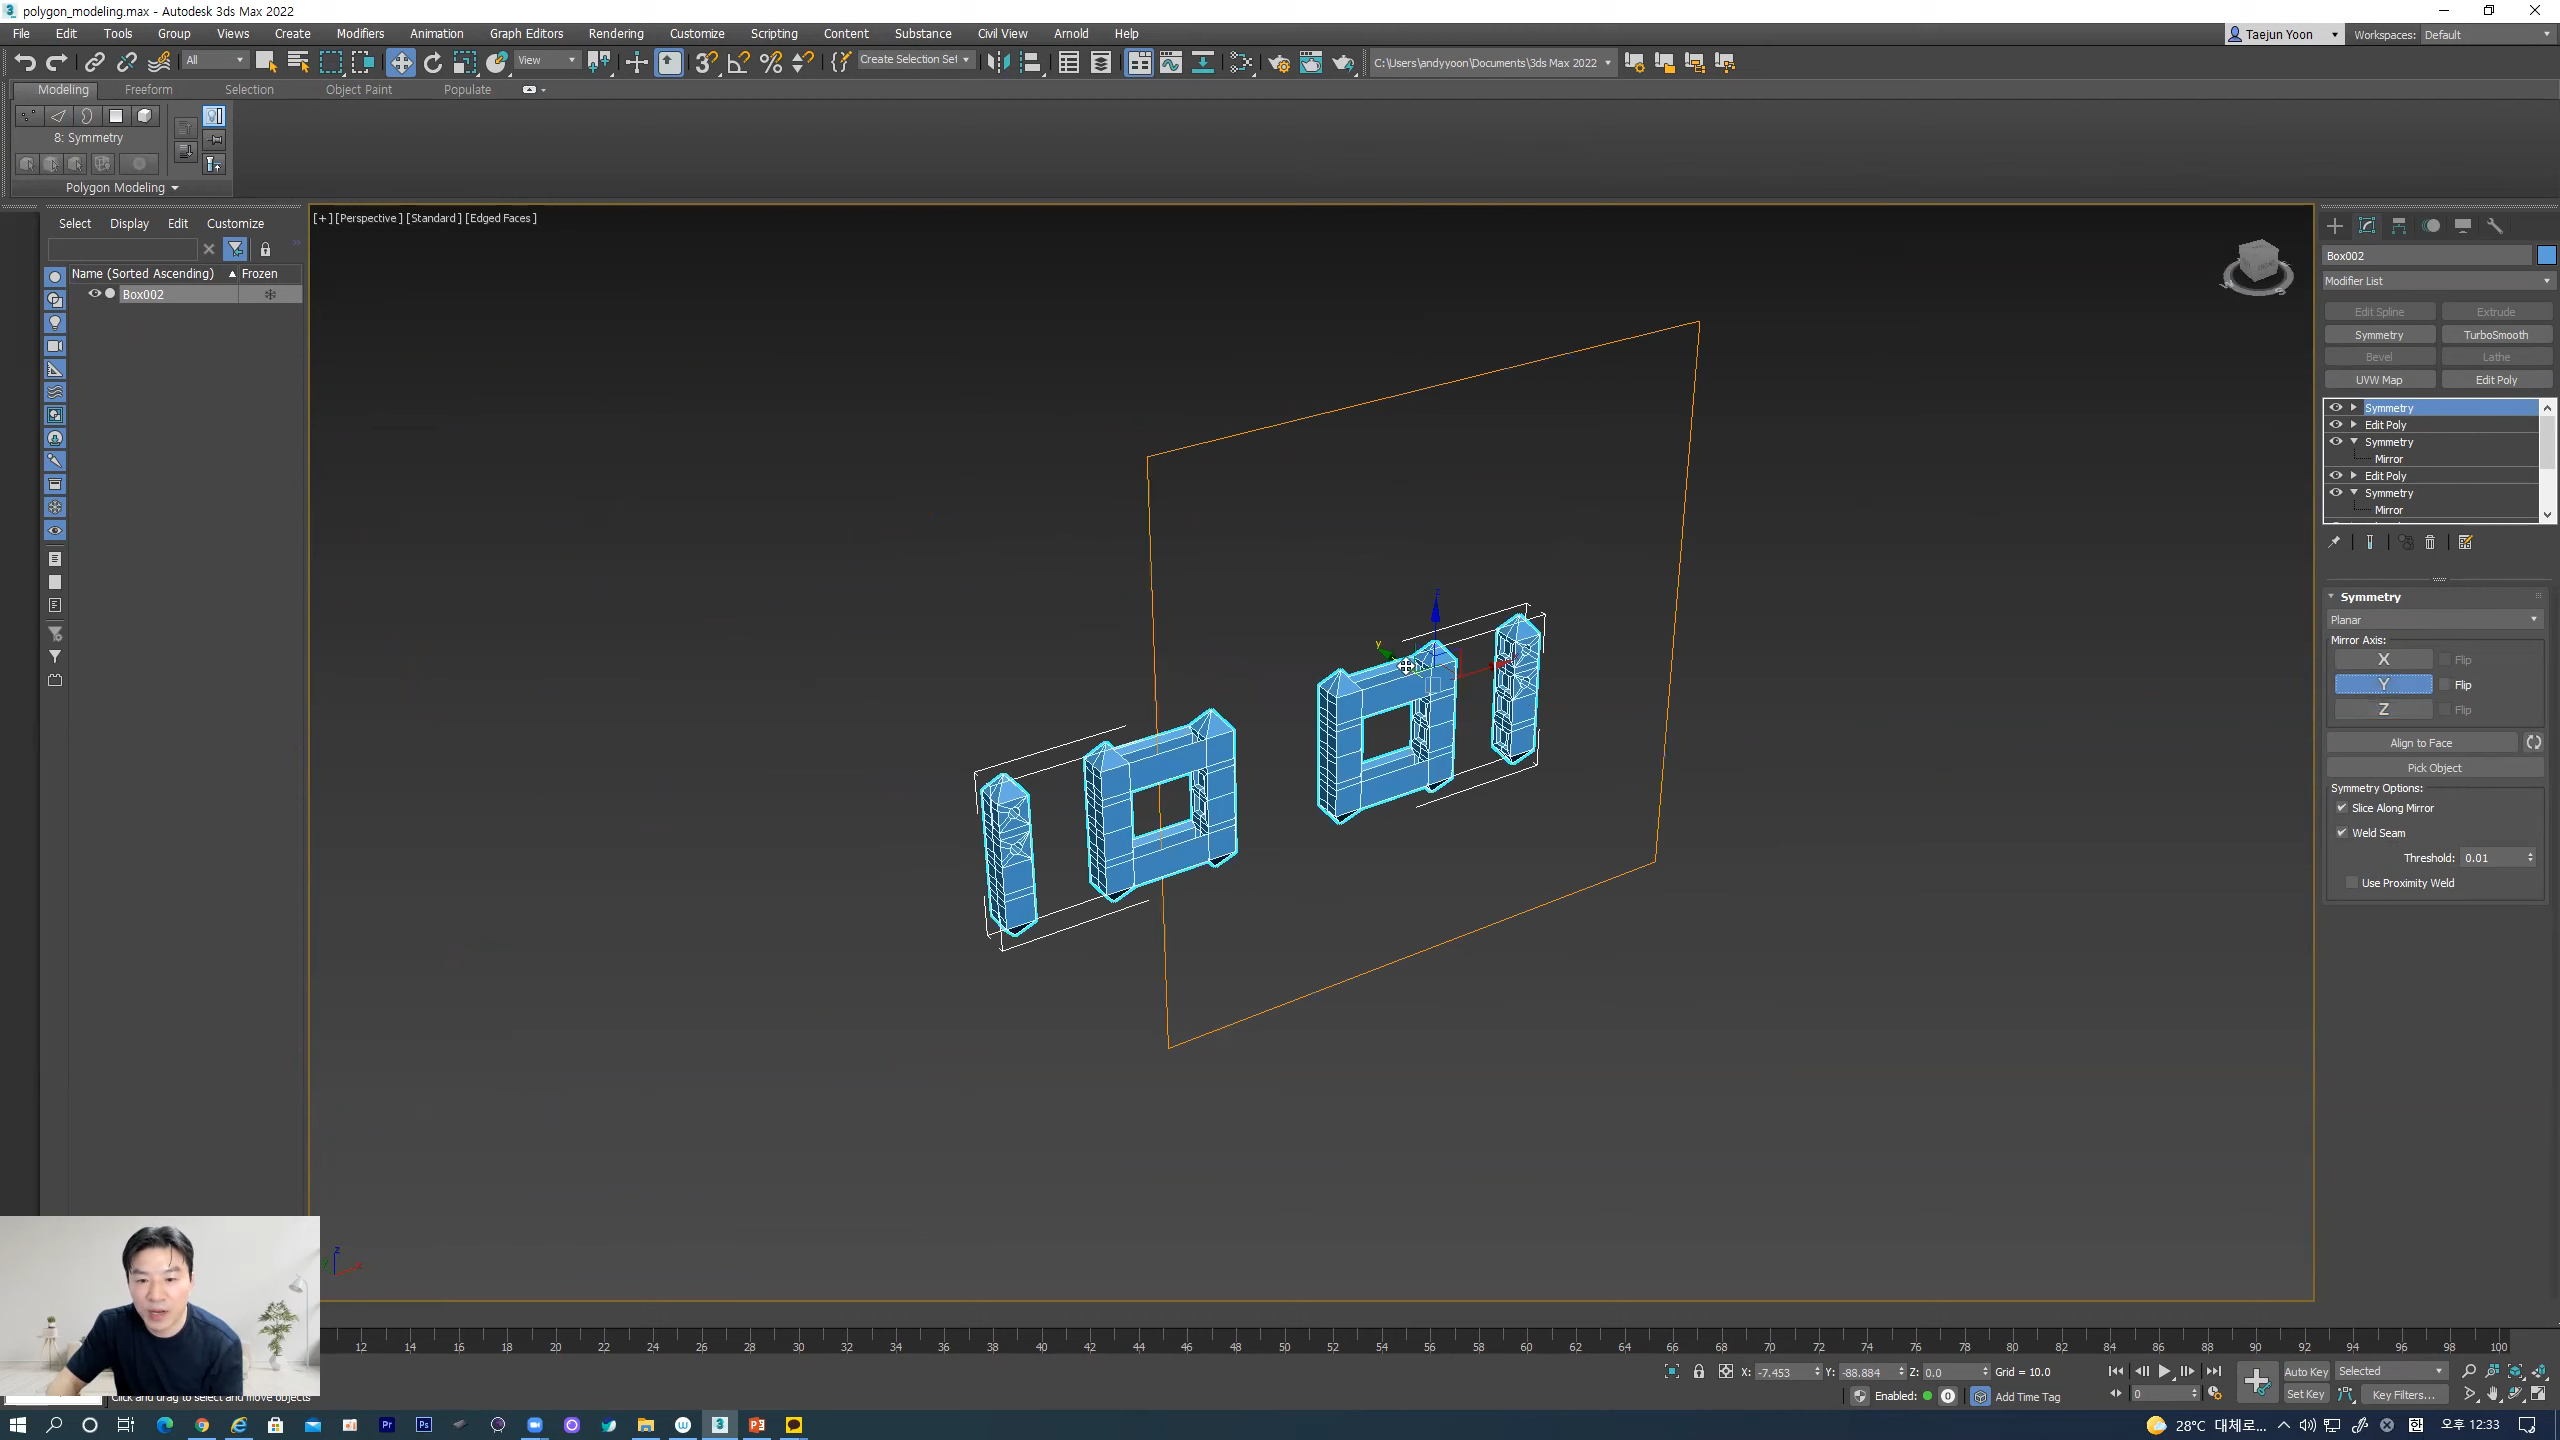 polygon_modeling.max - Autodesk 3ds Max 2022
File Edit Tools Group Views Create Modifiers Animation Graph Editors Rendering Customize Scripting Content Substance Civil View Arnold Help
Taejun Yoon Workspaces: Default
All View Create Selection Set C:\Users\andyyoon\Documents\3ds Max 2022
Modeling Freeform Selection Object Paint Populate
8: Symmetry
Polygon Modeling
Select Display Edit Customize
[+] [Perspective] [Standard] [Edged Faces]
Name (Sorted Ascending) Frozen
Box002
Box002
Modifier List
Edit Spline Extrude
Symmetry TurboSmooth
Bevel Lathe
UVW Map Edit Poly
Symmetry
Edit Poly
Symmetry
Mirror
Edit Poly
Symmetry
Mirror
Symmetry
Planar
Mirror Axis:
X Flip
Y Flip
Z Flip
Align to Face
Pick Object
Symmetry Options:
Slice Along Mirror
Weld Seam
Threshold: 0.01
Use Proximity Weld
z
y
z
12 14 16 18 20 22 24 26 28 30 32 34 36 38 40 42 44 46 48 50 52 54 56 58 60 62 64 66 68 70 72 74 76 78 80 82 84 86 88 90 92 94 96 98 100
X: -7.453 Y: -88.884 Z: 0.0 Grid = 10.0 Auto Key Selected
Click and drag to select and move objects Enabled: 0 Add Time Tag 0 Set Key Key Filters...
28°C 대체로... 한 오후 12:33